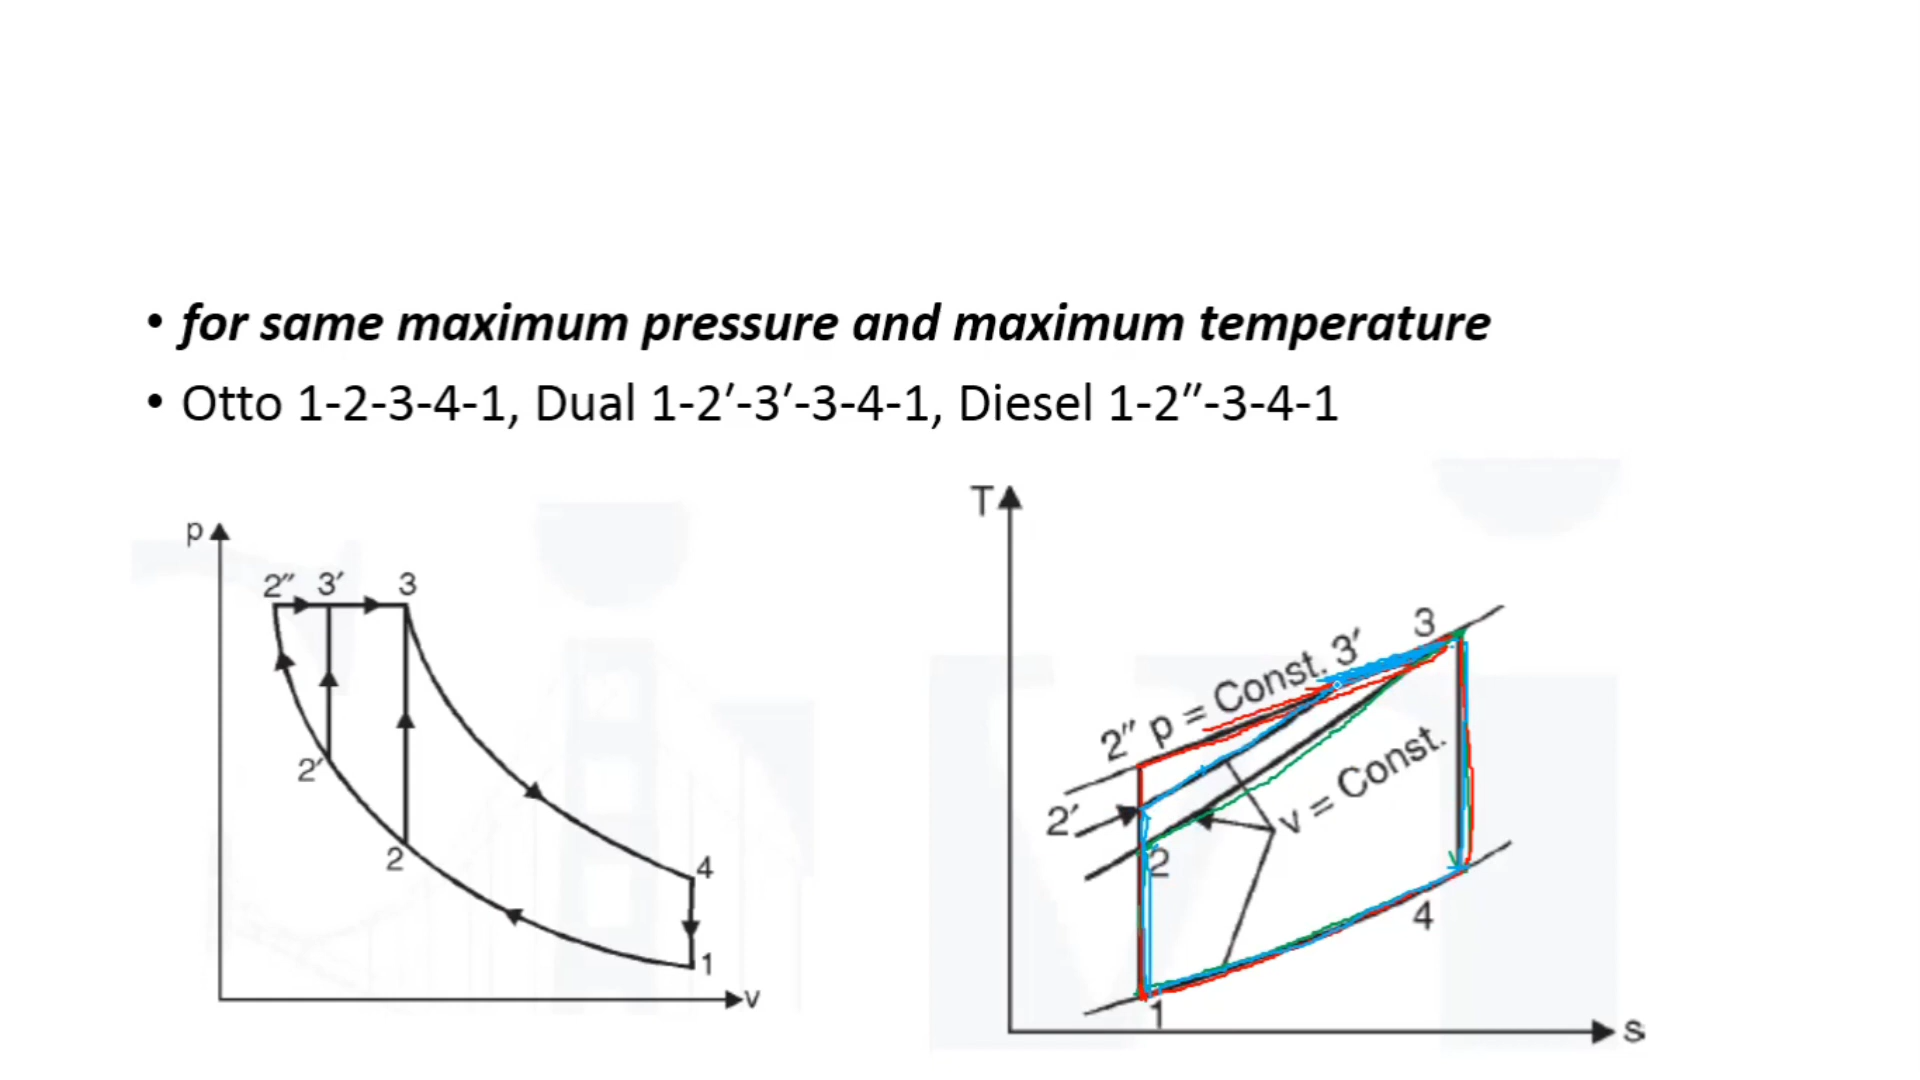 • for same maximum pressure and maximum temperature
• Otto 1-2-3-4-1, Dual 1-2′-3′-3-4-1, Diesel 1-2″-3-4-1
p
2″ 3′ 3
2′
2
4
1
v
T
3
2″ p = Const. 3′
v = Const.
2′
2
4
1
s